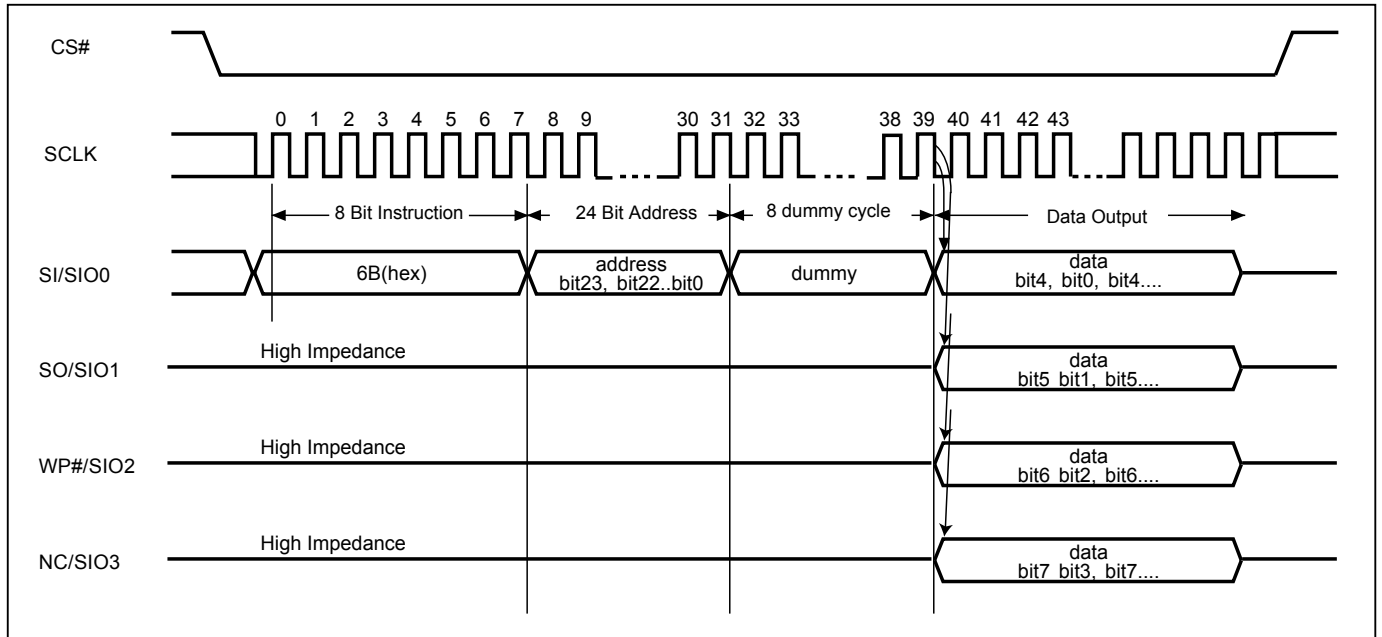 CS#
0 1 2 3 4 5 6 7 8 9 30 31 32 33 38 39 40 41 42 43
SCLK
8 Bit Instruction 24 Bit Address 8 dummy cycle Data Output
SI/SIO0
6B(hex)
address
bit23, bit22..bit0
dummy
data
bit4, bit0, bit4....
High Impedance
SO/SIO1
data
bit5 bit1, bit5....
High Impedance
WP#/SIO2
data
bit6 bit2, bit6....
High Impedance
NC/SIO3
data
bit7 bit3, bit7....